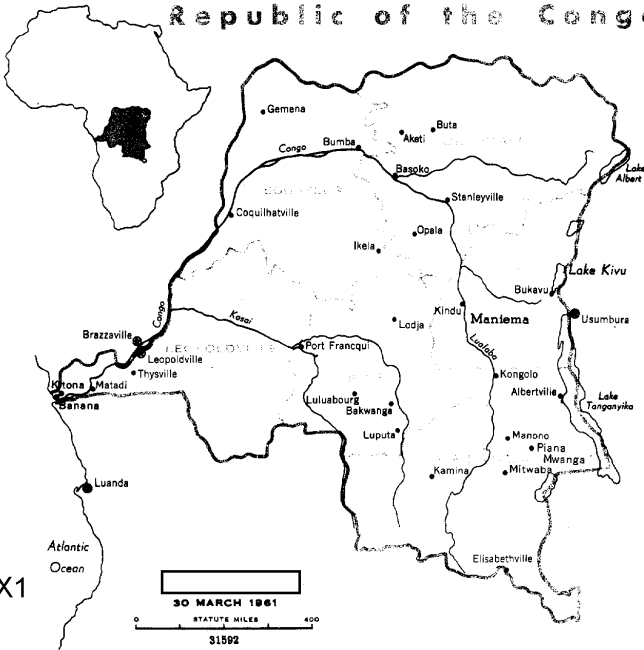 Republic of the Congo
Gemena
Buta
Aketi
Bumba
Congo
Basoko
Lake Albert
Stanleyville
Coquilhatville
Opala
Ikela
Lake Kivu
Bukavu
Kindu
Maniema
Usumbura
Congo
Kasai
Lodja
Brazzaville
LEOPOLDVILLE
Leopoldville
Port Francqui
Lualaba
Thysville
Kitona
Matadi
Kongolo
Banana
Luluabourg
Bakwanga
Albertville
Lake Tanganyika
Luputa
Manono
Piana Mwanga
Kamina
Mitwaba
Luanda
Atlantic
Ocean
Elisabethville
X1
30 MARCH 1961
STATUTE MILES
0 400
31592